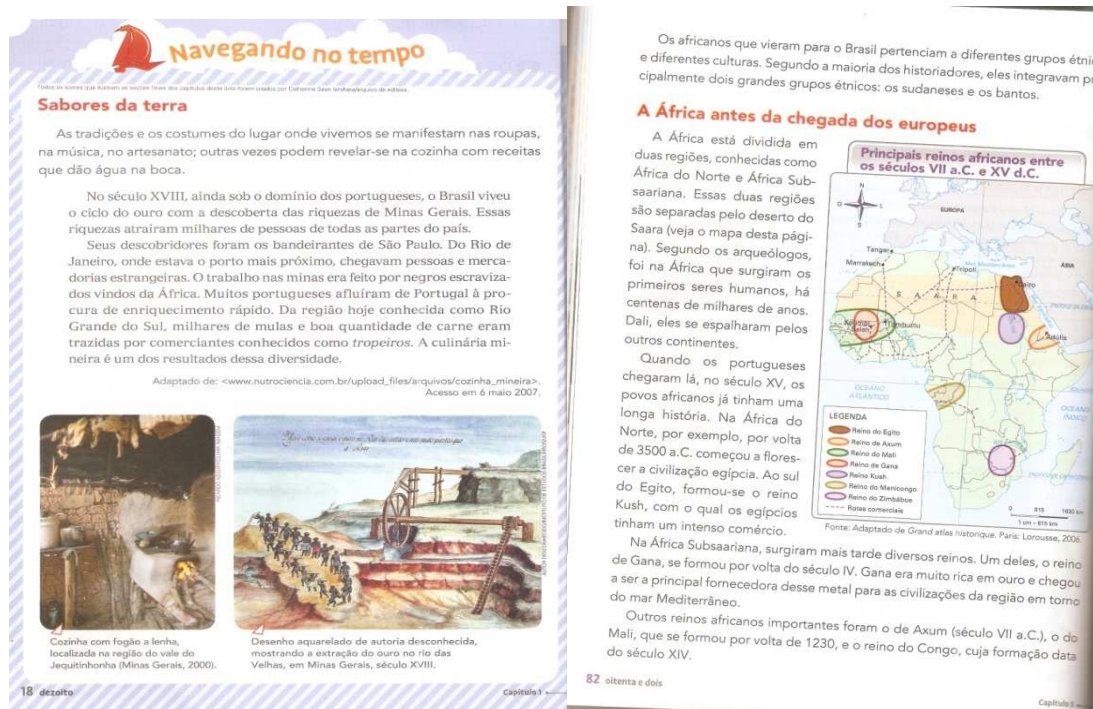 Navegando no tempo
Sabores da terra
As tradições e os costumes do lugar onde vivemos se manifestam nas roupas,
na música, no artesanato; outras vezes podem revelar-se na cozinha com receitas
que dão água na boca.
No século XVIII, ainda sob o domínio dos portugueses, o Brasil viveu
o ciclo do ouro com a descoberta das riquezas de Minas Gerais. Essas
riquezas atraíram milhares de pessoas de todas as partes do país.
Seus descobridores foram os bandeirantes de São Paulo. Do Rio de
Janeiro, onde estava o porto mais próximo, chegavam pessoas e merca-
dorias estrangeiras. O trabalho nas minas era feito por negros escraviza-
dos vindos da África. Muitos portugueses afluíram de Portugal à pro-
cura de enriquecimento rápido. Da região hoje conhecida como Rio
Grande do Sul, milhares de mulas e boa quantidade de carne eram
trazidas por comerciantes conhecidos como tropeiros. A culinária mi-
neira é um dos resultados dessa diversidade.
Adaptado de: <www.nutrociencia.com.br/upload_files/arquivos/cozinha_mineira>.
Acesso em 6 maio 2007.
Cozinha com fogão a lenha,
localizada na região do vale do
Jequitinhonha (Minas Gerais, 2000).
Desenho aquarelado de autoria desconhecida,
mostrando a extração do ouro no rio das
Velhas, em Minas Gerais, século XVIII.
18 dezoito
Capítulo 1
Os africanos que vieram para o Brasil pertenciam a diferentes grupos
e diferentes culturas. Segundo a maioria dos historiadores, eles integravam
cipalmente dois grandes grupos étnicos: os sudaneses e os bantos.
A África antes da chegada dos europeus
A África está dividida em
duas regiões, conhecidas como
África do Norte e África Sub-
saariana. Essas duas regiões
são separadas pelo deserto do
Saara (veja o mapa desta pági-
na). Segundo os arqueólogos,
foi na África que surgiram os
primeiros seres humanos, há
centenas de milhares de anos.
Dali, eles se espalharam pelos
outros continentes.
Quando os portugueses
chegaram lá, no século XV, os
povos africanos já tinham uma
longa história. Na África do
Norte, por exemplo, por volta
de 3500 a.C. começou a flores-
cer a civilização egípcia. Ao sul
do Egito, formou-se o reino
Kush, com o qual os egípcios
tinham um intenso comércio.
Principais reinos africanos entre
os séculos VII a.C. e XV d.C.
N
O
S
EUROPA
ÁSIA
Tanger
Marrakech
Trípoli
Cairo
SAARA
Timbuctu
OCEANO
ATLÂNTICO
OCEANO
ÍNDICO
LEGENDA
Reino do Egito
Reino de Axum
Reino do Mali
Reino de Gana
Reino Kush
Reino do Manicongo
Reino do Zimbábue
Rotas comerciais
0 815 1630 km
Fonte: Adaptado de Grand atlas historique. Paris: Lorousse, 2006.
Na África Subsaariana, surgiram mais tarde diversos reinos. Um deles, o reino
de Gana, se formou por volta do século IV. Gana era muito rica em ouro e chegou
a ser a principal fornecedora desse metal para as civilizações da região em torno
do mar Mediterrâneo.
Outros reinos africanos importantes foram o de Axum (século VII a.C.), o do
Mali, que se formou por volta de 1230, e o reino do Congo, cuja formação data
do século XIV.
82 oitenta e dois
Capítulo 5